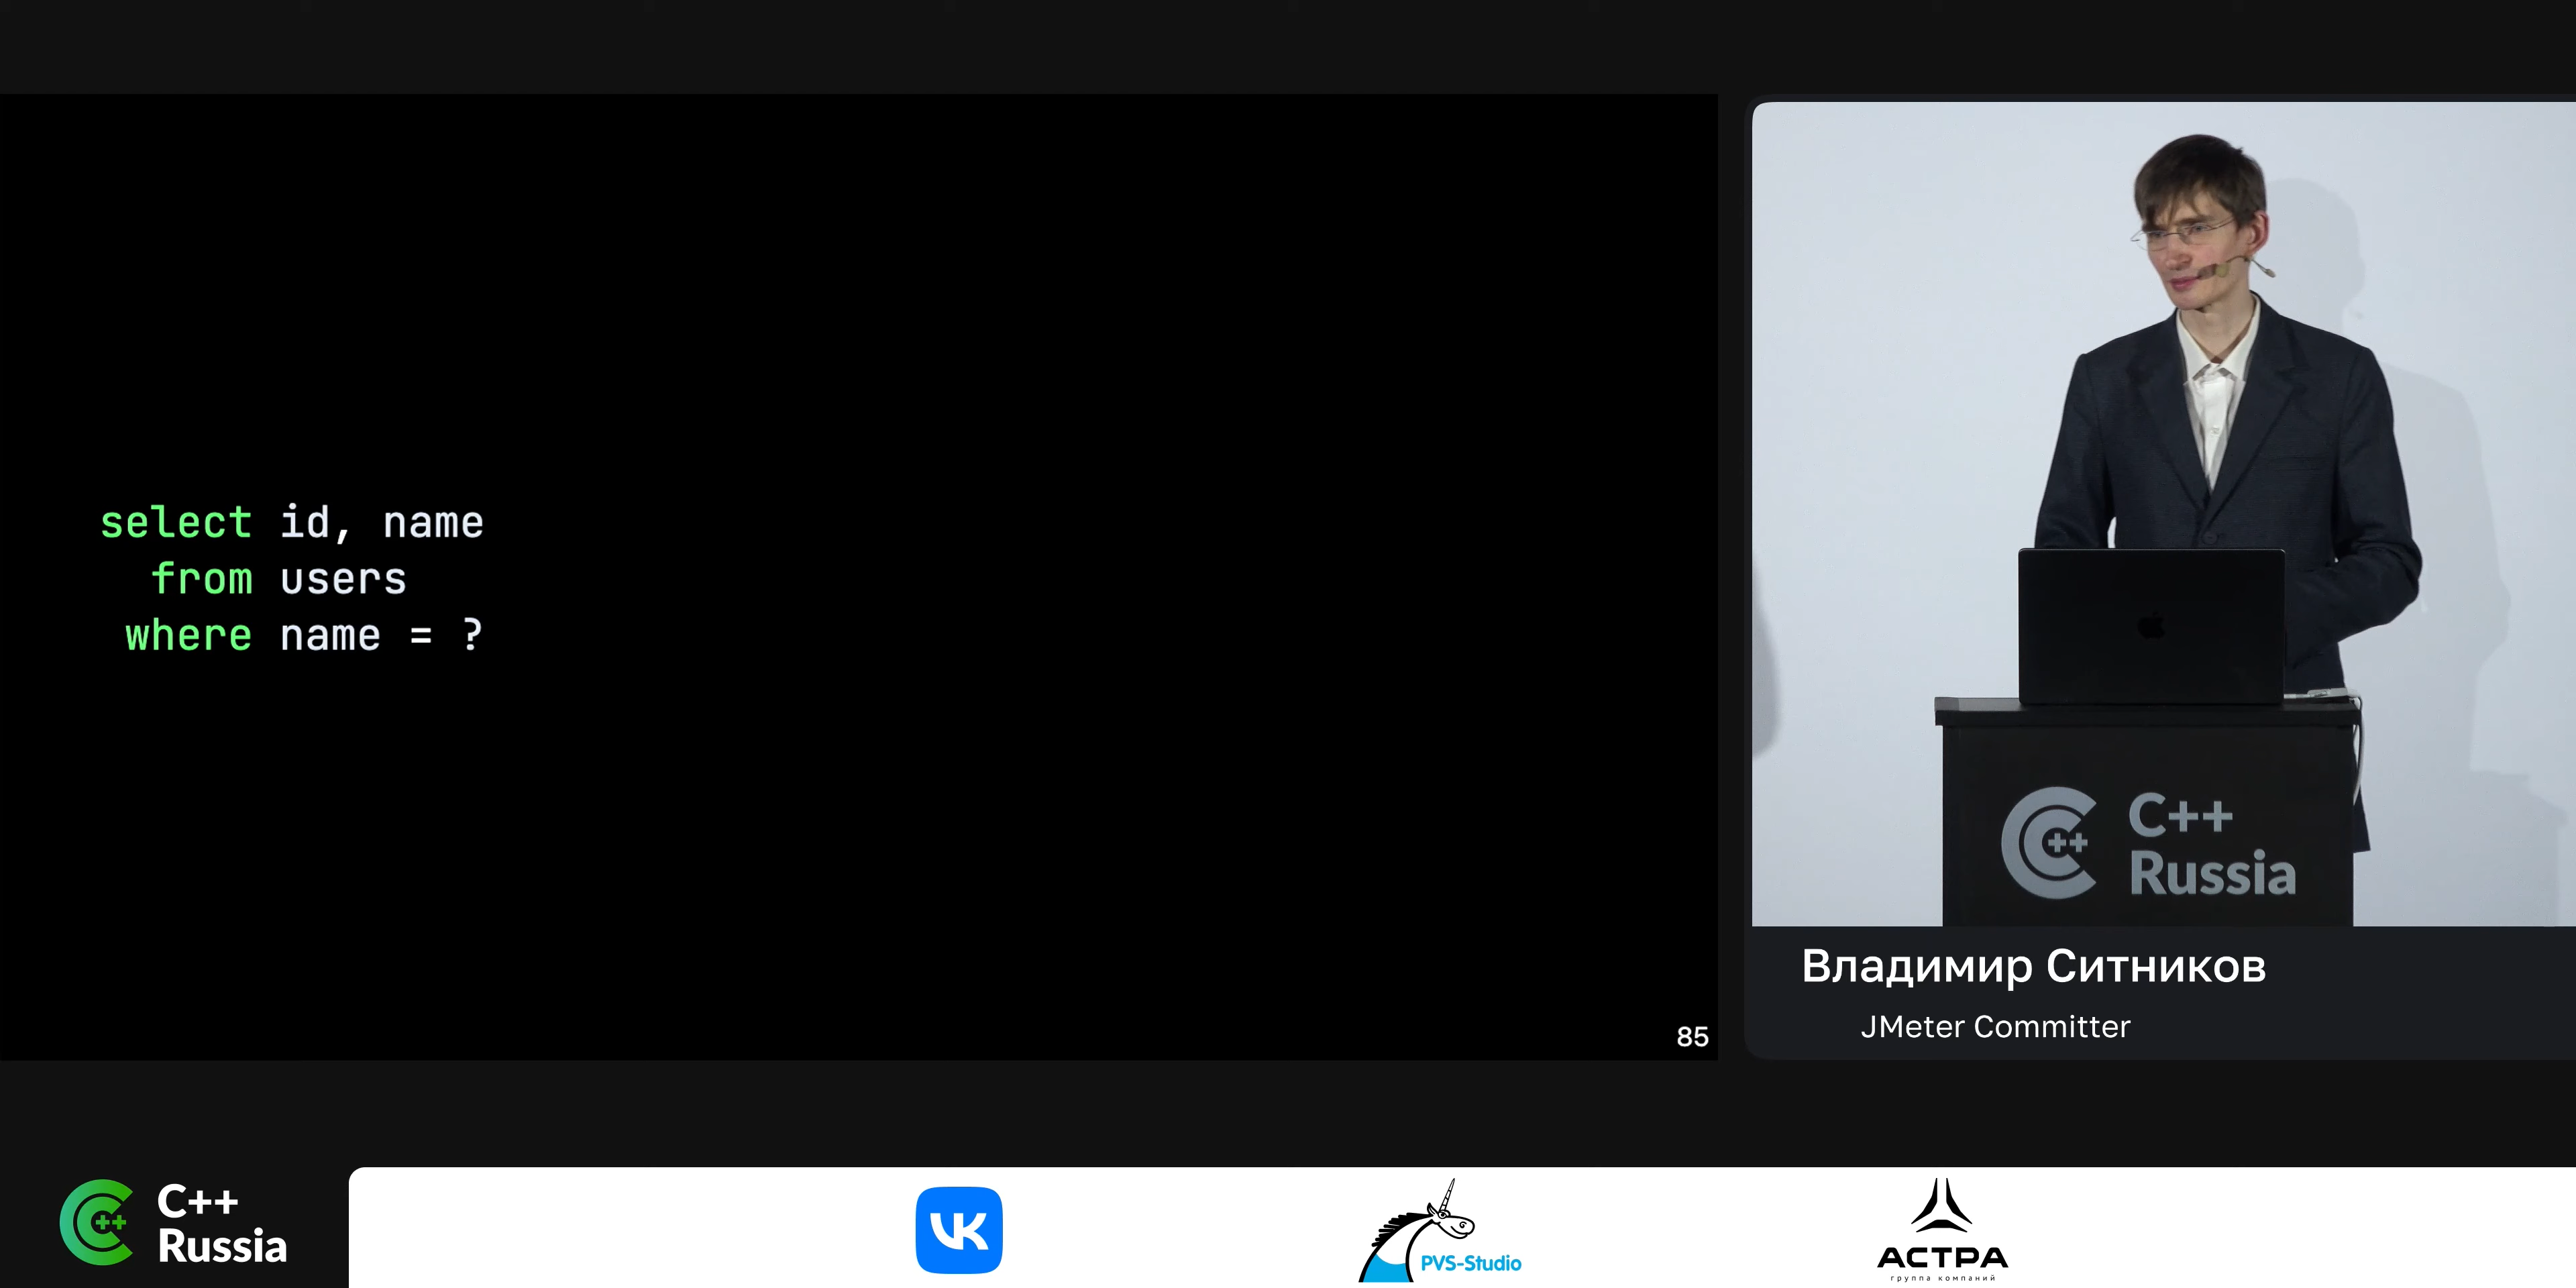 select id, name
from users
where name = ?
85
C++
Russia
Владимир Ситников
JMeter Committer
C++
Russia
VK
PVS-Studio
АСТРА
группа компаний